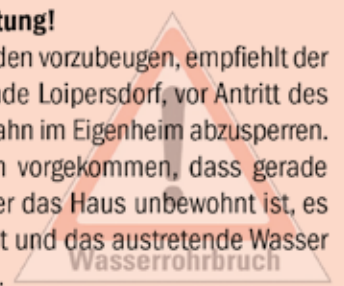 tung!
den vorzubeugen, empfiehlt der
nde Loipersdorf, vor Antritt des
ahn im Eigenheim abzusperren.
n vorgekommen, dass gerade
er das Haus unbewohnt ist, es
t und das austretende Wasser
Wasserrohrbruch